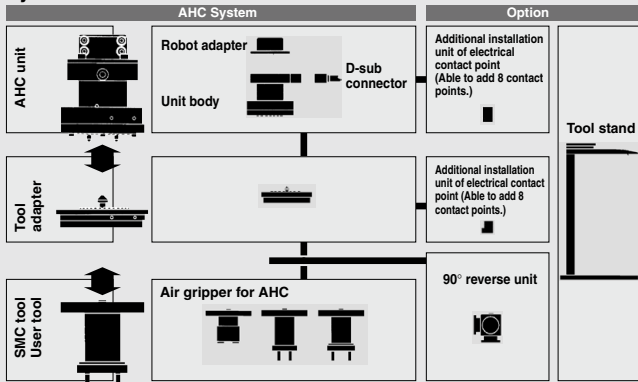 AHC System
Option
AHC unit
Robot adapter
Unit body
D-sub
connector
Additional installation
unit of electrical
contact point
(Able to add 8 contact
points.)
Tool stand
Tool
adapter
Additional installation
unit of electrical contact
point (Able to add 8
contact points.)
SMC tool
User tool
Air gripper for AHC
90° reverse unit